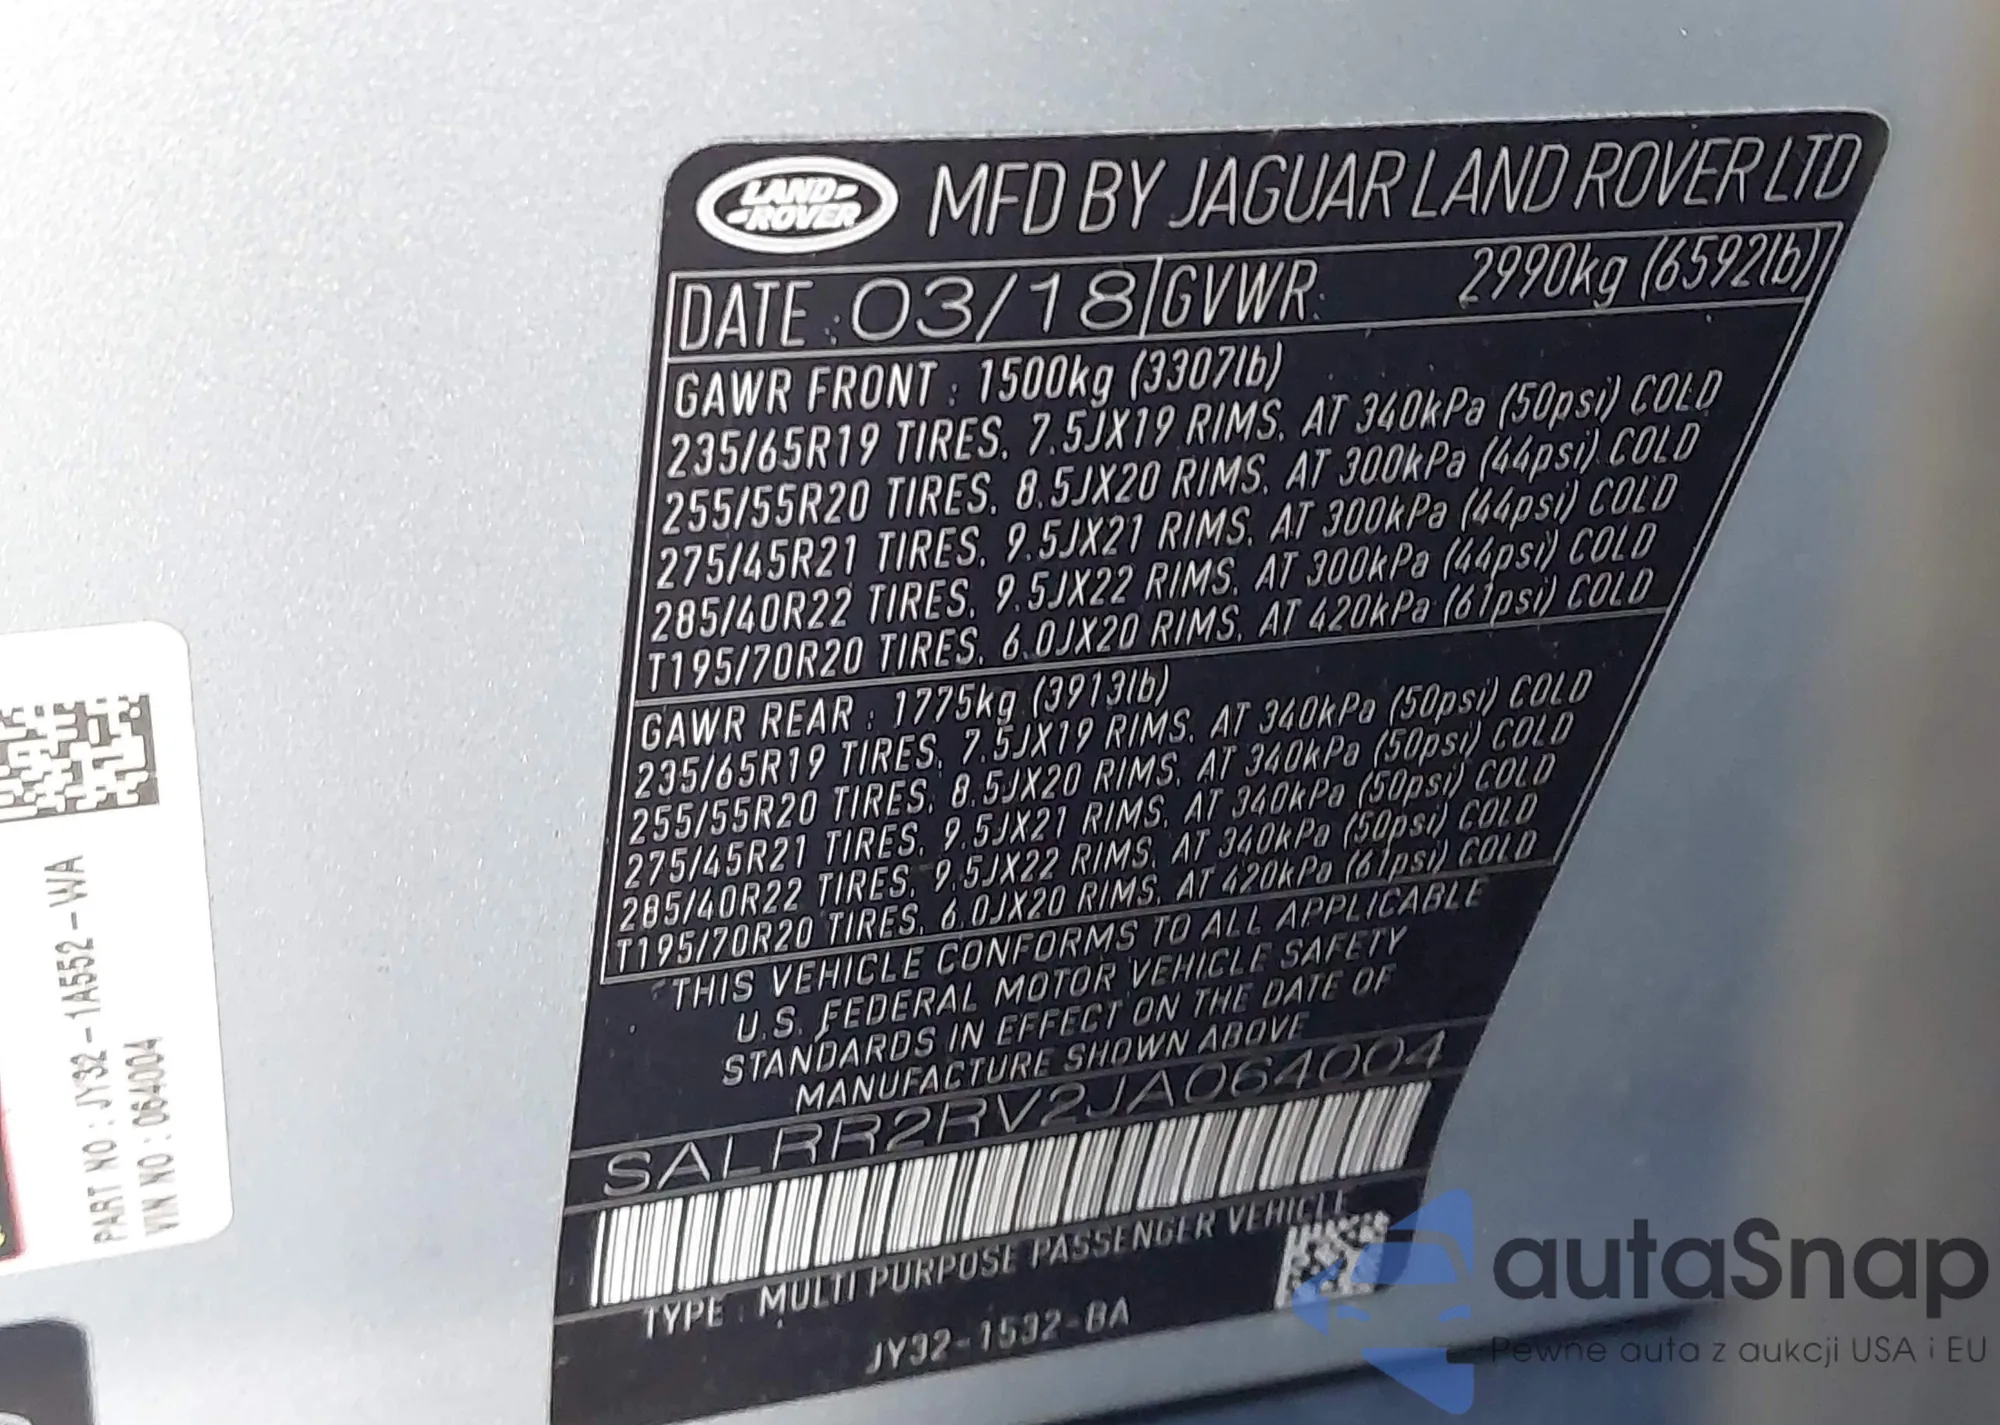 LAND-
-ROVER
MFD BY JAGUAR LAND ROVER LTD
DATE : 03/18 GVWR: 2990kg (6592lb)
GAWR FRONT : 1500kg (3307lb)
235/65R19 TIRES, 7.5JX19 RIMS, AT 340kPa (50psi) COLD
255/55R20 TIRES, 8.5JX20 RIMS, AT 300kPa (44psi) COLD
275/45R21 TIRES, 9.5JX21 RIMS, AT 300kPa (44psi) COLD
285/40R22 TIRES, 9.5JX22 RIMS, AT 300kPa (44psi) COLD
T195/70R20 TIRES, 6.0JX20 RIMS, AT 420kPa (61psi) COLD
GAWR REAR : 1775kg (3913lb)
235/65R19 TIRES, 7.5JX19 RIMS, AT 340kPa (50psi) COLD
255/55R20 TIRES, 8.5JX20 RIMS, AT 340kPa (50psi) COLD
275/45R21 TIRES, 9.5JX21 RIMS, AT 340kPa (50psi) COLD
285/40R22 TIRES, 9.5JX22 RIMS, AT 340kPa (50psi) COLD
T195/70R20 TIRES, 6.0JX20 RIMS, AT 420kPa (61psi) COLD
THIS VEHICLE CONFORMS TO ALL APPLICABLE
U.S. FEDERAL MOTOR VEHICLE SAFETY
STANDARDS IN EFFECT ON THE DATE OF
MANUFACTURE SHOWN ABOVE
SALRR2RV2JA064004
TYPE : MULTI PURPOSE PASSENGER VEHICLE
JY32-1532-BA
PART NO : JY32-1A552-WA
VIN NO : 064004
autaSnap
Pewne auta z aukcji USA i EU